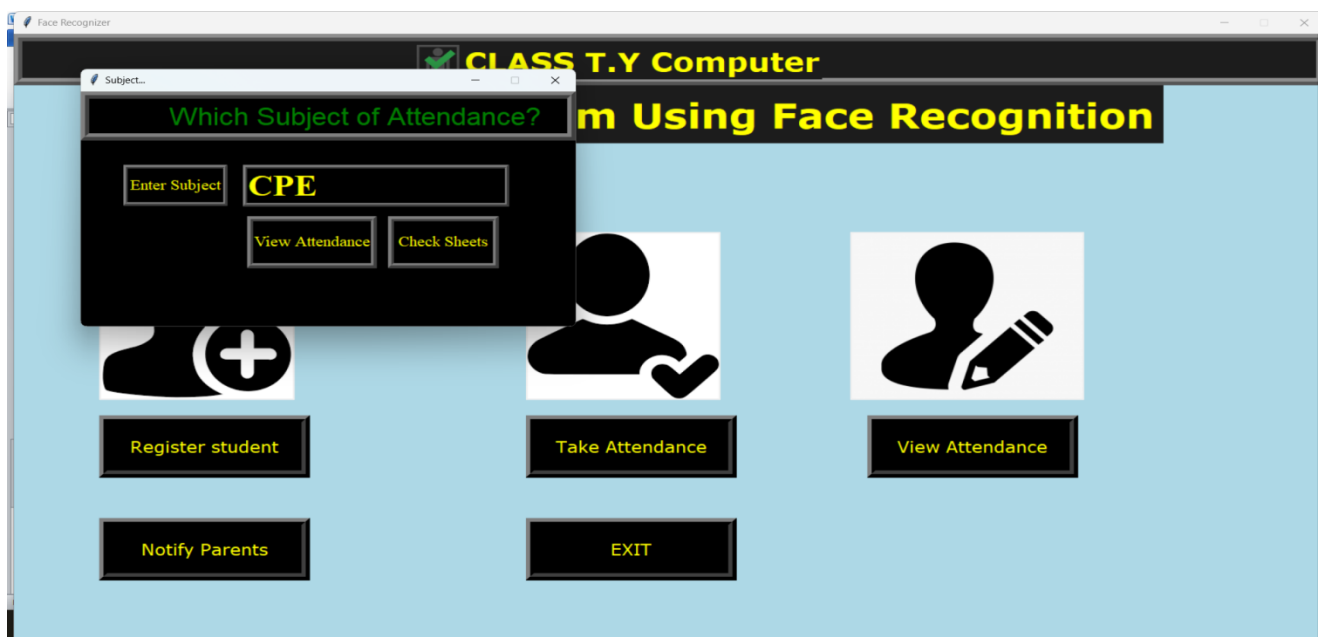 Face Recognizer
CLASS T.Y Computer
Subject...
Which Subject of Attendance?
m Using Face Recognition
Enter Subject
CPE
View Attendance
Check Sheets
Register student
Take Attendance
View Attendance
Notify Parents
EXIT